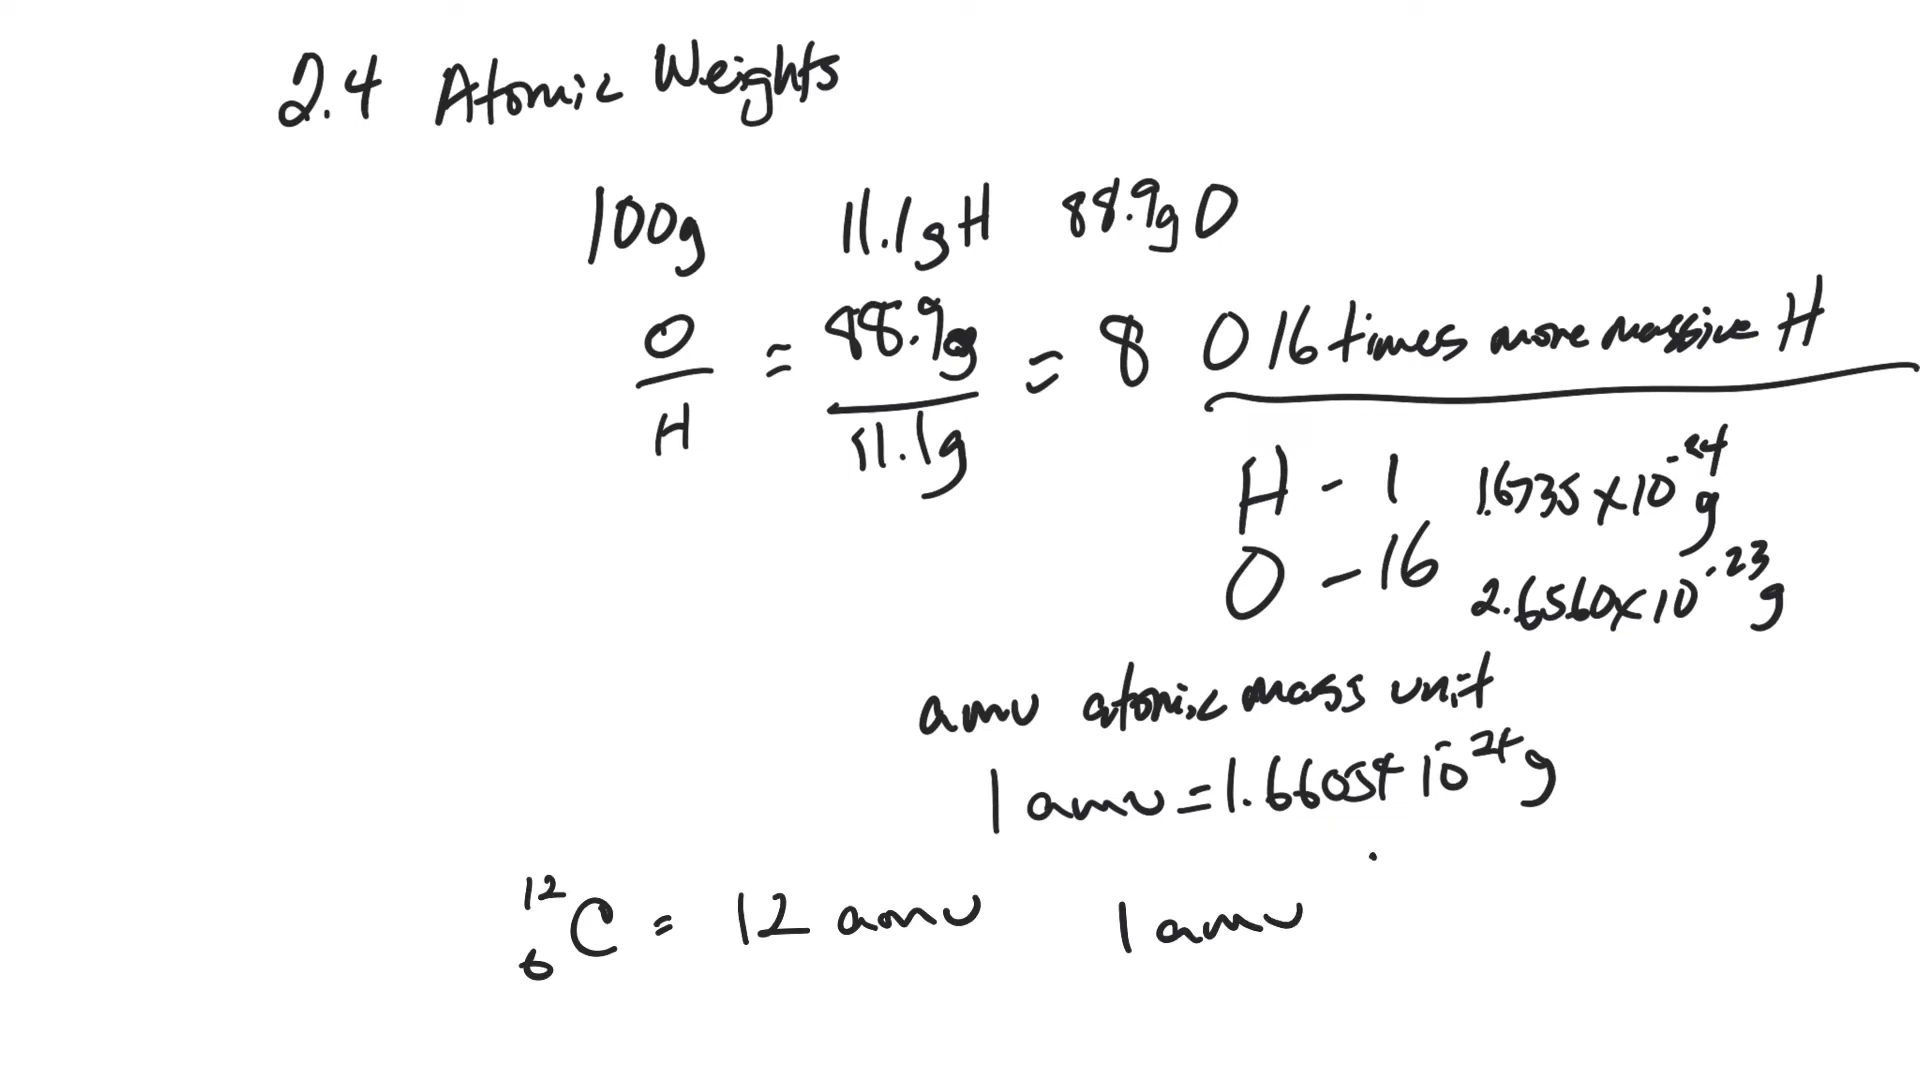 2.4 Atomic Weights
100g 11.1g H 88.9g O
O/H = 88.9g/11.1g = 8 O 16 times more massive H
H - 1 1.6735 x 10^-24 g
O - 16 2.6560 x 10^-23 g
amu atomic mass unit
1 amu = 1.66054 10^-24 g
12 6 C = 12 amu 1 amu